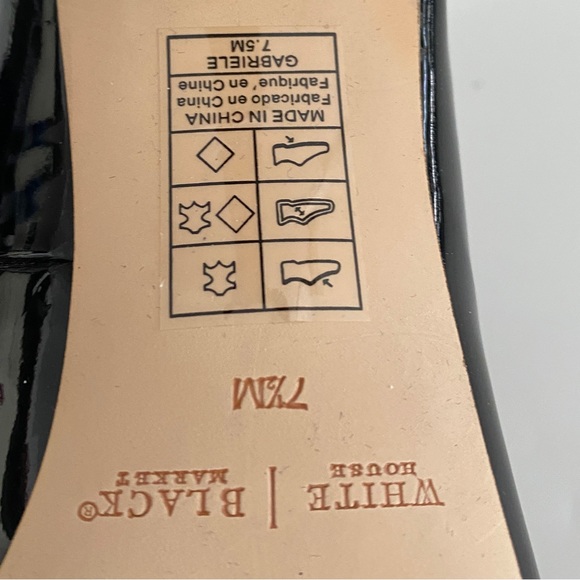 WHITE | BLACK®
HOUSE MARKET
7½M
MADE IN CHINA
Fabricado en China
Fabrique' en Chine
GABRIELE
7.5M